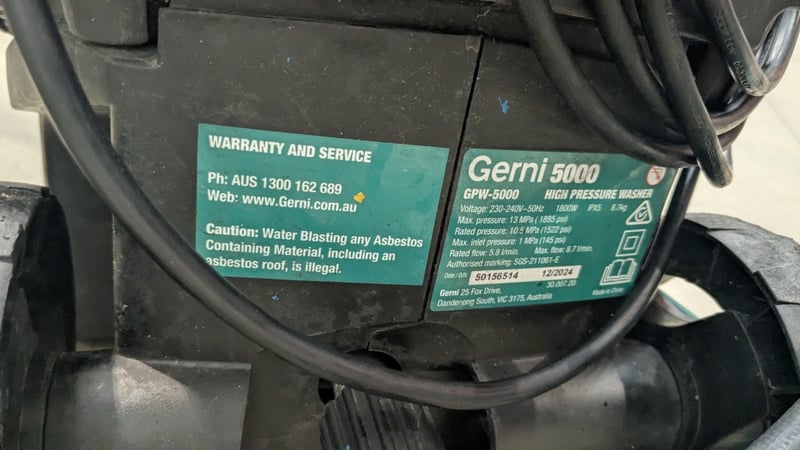 WARRANTY AND SERVICE
Ph: AUS 1300 162 689
Web: www.Gerni.com.au
Caution: Water Blasting any Asbestos
Containing Material, including an
asbestos roof, is illegal.
Gerni 5000
GPW-5000 HIGH PRESSURE WASHER
Voltage: 230-240V~50Hz 1800W IPX5 8.7kg
Max. pressure: 13 MPa (1885 psi)
Rated pressure: 10.5 MPa (1522 psi)
Max. inlet pressure: 1 MPa (145 psi)
Rated flow: 5.8 l/min. Max. flow: 8.7 l/min.
Authorised marking: SGS-211061-E
Date / DN 50156514 12/2024
Gerni 25 Fox Drive, 30.007.20
Dandenong South, VIC 3175, Australia
Made in China